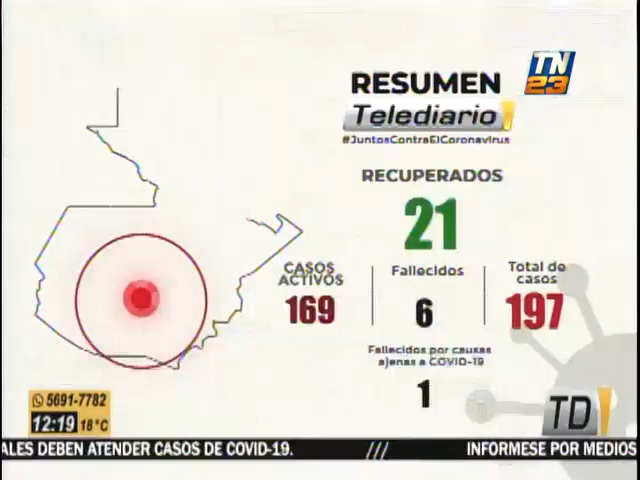 TN
23
RESUMEN
Telediario
#JuntosContraElCoronavirus
RECUPERADOS
21
CASOS
ACTIVOS
169
Fallecidos
6
Total de
casos
197
Fallecidos por causas
ajenas a COVID-19
1
5691-7782
12:19 18°C
TD
ALES DEBEN ATENDER CASOS DE COVID-19. /// INFORMESE POR MEDIOS